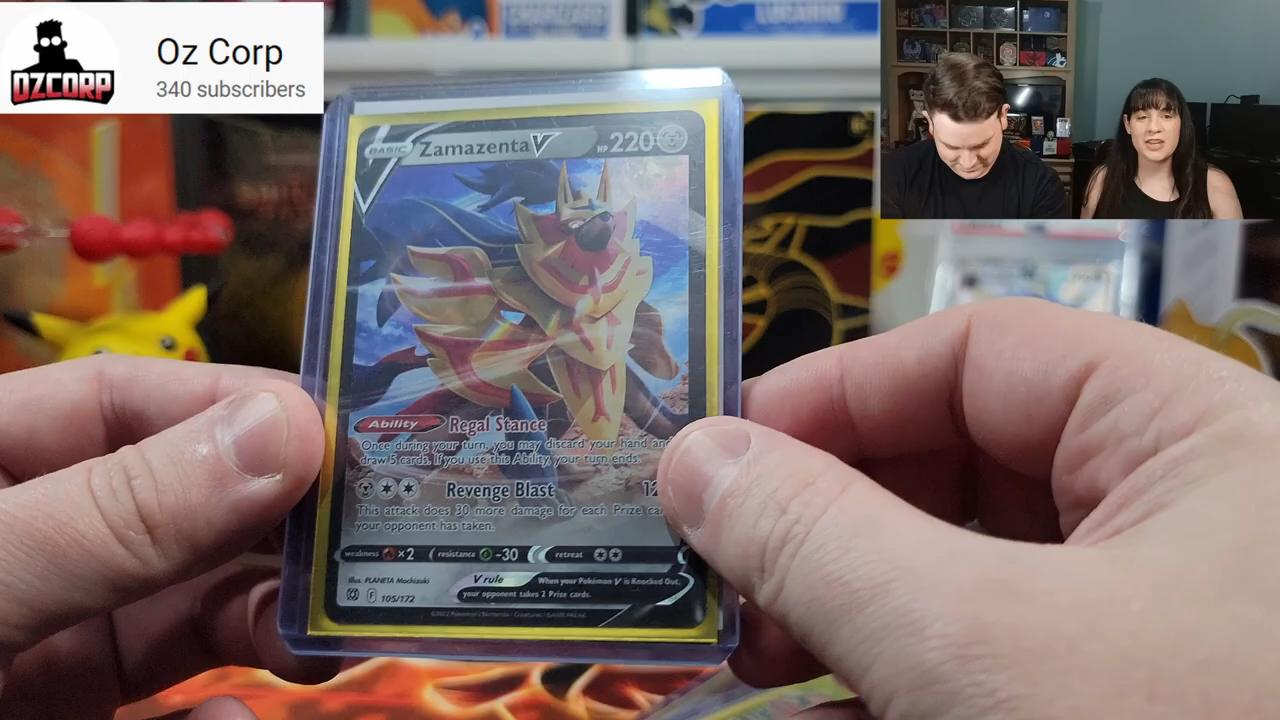 OZCORP
Oz Corp
340 subscribers
LUCARIO
BASIC Zamazenta V HP 220
Ability Regal Stance
Once during your turn, you may discard your hand and
draw 5 cards. If you use this Ability, your turn ends.
Revenge Blast 12
This attack does 30 more damage for each Prize ca
your opponent has taken.
weakness ×2 resistance -30 retreat
Illus. PLANETA Mochizuki
F 105/172
V rule When your Pokémon V is Knocked Out,
your opponent takes 2 Prize cards.